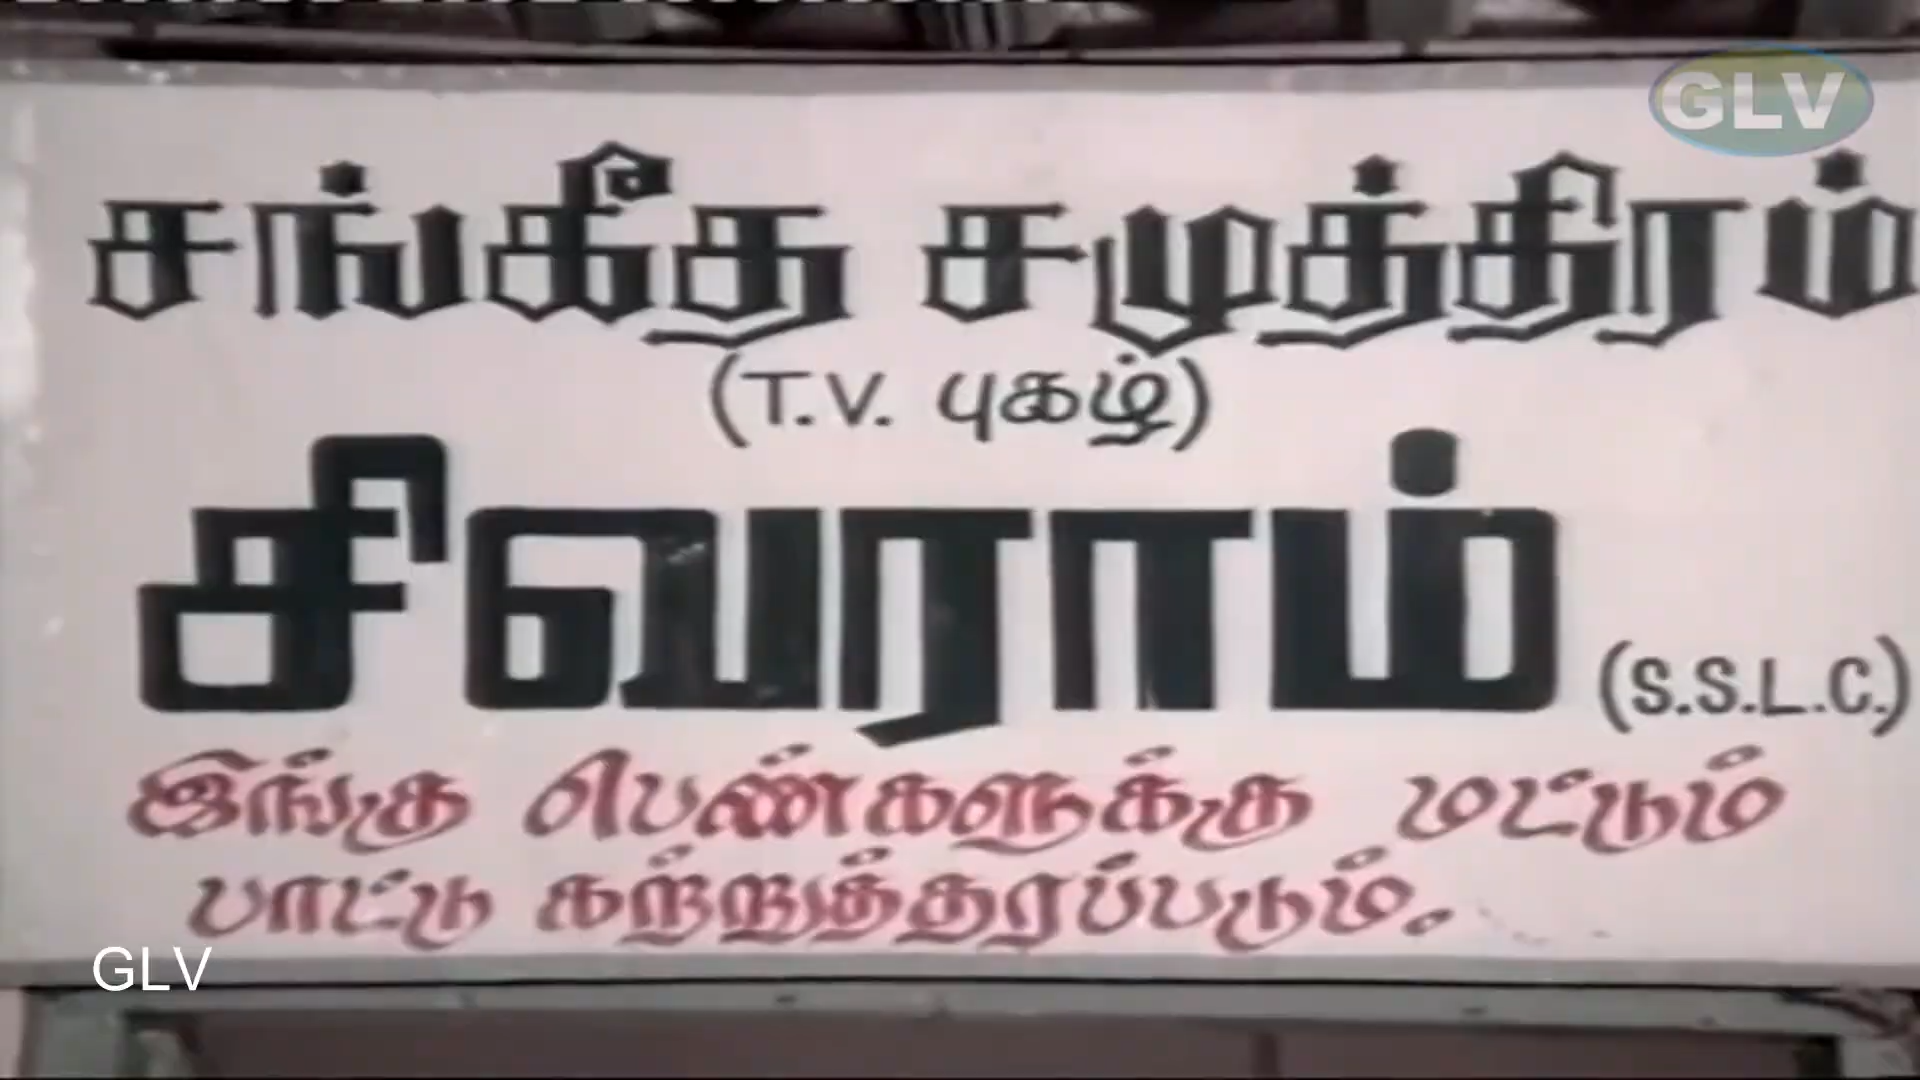 GLV
சங்கீத சமுத்திரம்
(T.V. புகழ்)
சிவராம் (S.S.L.C.)
இங்கு பெண்களுக்கு மட்டும்
பாட்டு கற்றுத்தரப்படும்.
GLV